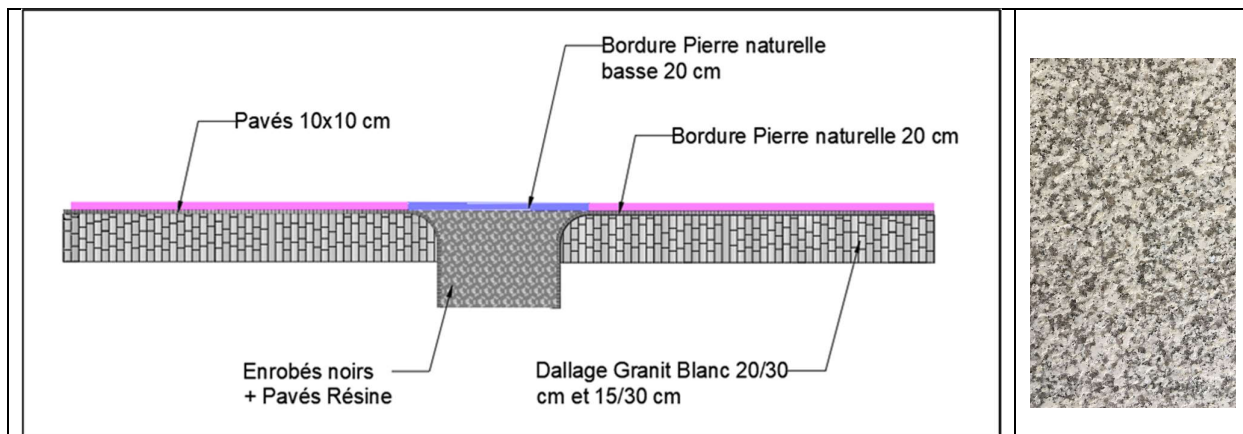 Bordure Pierre naturelle
basse 20 cm
Pavés 10x10 cm
Bordure Pierre naturelle 20 cm
Enrobés noirs
+ Pavés Résine
Dallage Granit Blanc 20/30
cm et 15/30 cm